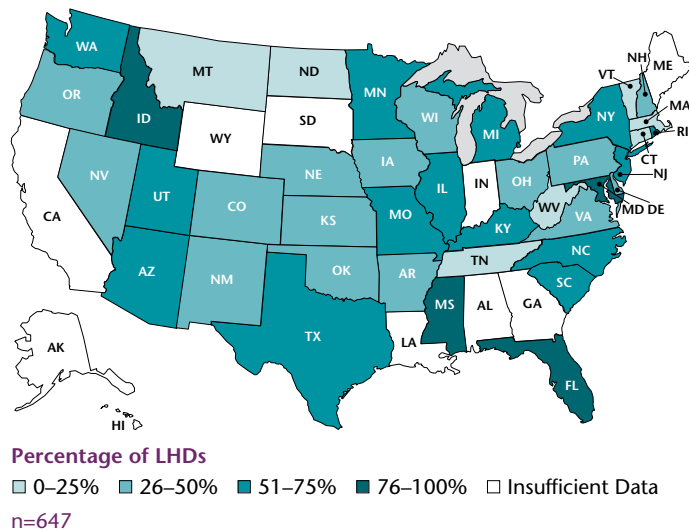 WA
MT
ND
MN
OR
ID
WY
SD
WI
MI
NY
VT
NH
ME
MA
RI
CT
NJ
PA
IA
NE
NV
UT
CO
CA
IL
IN
OH
WV
VA
MD DE
KS
MO
KY
NC
TN
SC
AZ
NM
OK
AR
MS
AL
GA
TX
LA
FL
AK
HI
Percentage of LHDs
0–25% 26–50% 51–75% 76–100% Insufficient Data
n=647